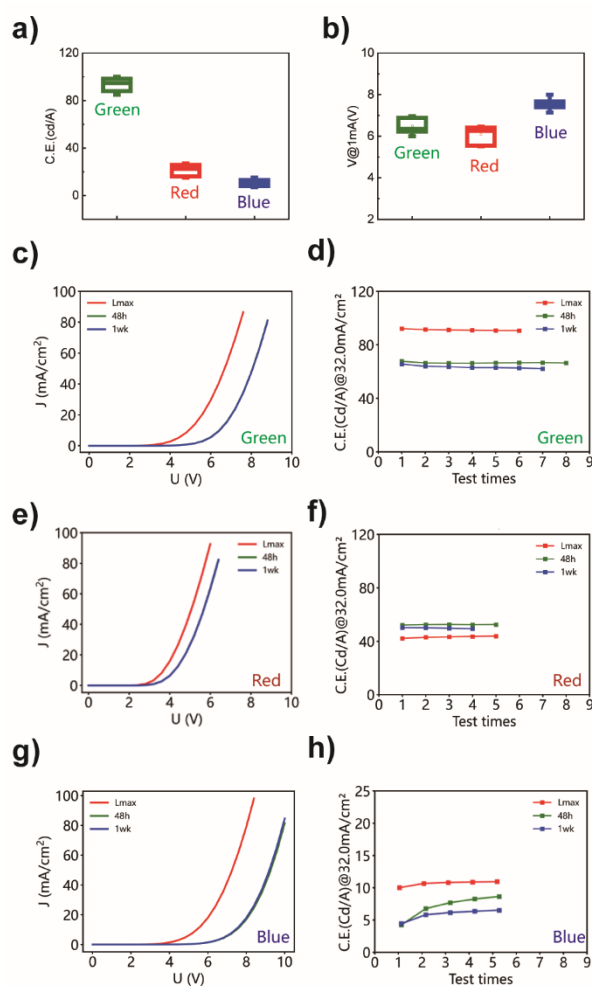 a)
120
80
40
0
C.E.(cd/A)
Green
Red
Blue
b)
10
8
6
4
2
V@1mA(V)
Green
Red
Blue
c)
100
80
60
40
20
0
J (mA/cm²)
Lmax
48h
1wk
Green
0 2 4 6 8 10
U (V)
d)
120
80
40
0
C.E.(Cd/A)@32.0mA/cm²
Lmax
48h
1wk
Green
0 1 2 3 4 5 6 7 8 9
Test times
e)
100
80
60
40
20
0
J (mA/cm²)
Lmax
48h
1wk
0 2 4 6 8 10
U (V)
Red
f)
120
80
40
0
C.E.(Cd/A)@32.0mA/cm²
Lmax
48h
1wk
0 1 2 3 4 5 6 7 8 9
Test times
Red
g)
100
80
60
40
20
0
J (mA/cm²)
Lmax
48h
1wk
Blue
0 2 4 6 8 10
U (V)
h)
25
20
15
10
5
0
C.E.(Cd/A)@32.0mA/cm²
Lmax
48h
1wk
0 1 2 3 4 5 6 7 8 9
Test times
Blue